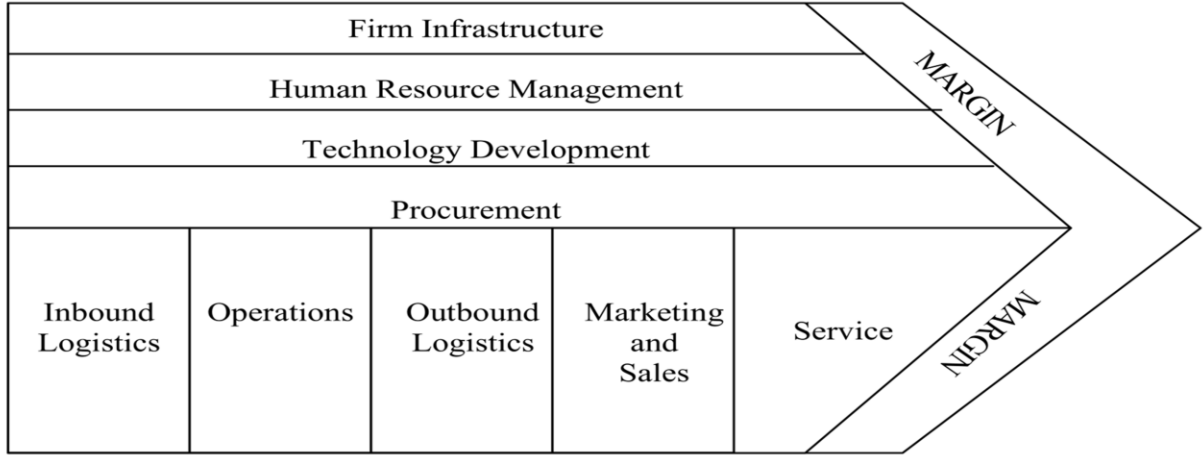 Firm Infrastructure
Human Resource Management
Technology Development
Procurement
MARGIN
Inbound
Logistics
Operations
Outbound
Logistics
Marketing
and
Sales
Service
MARGIN